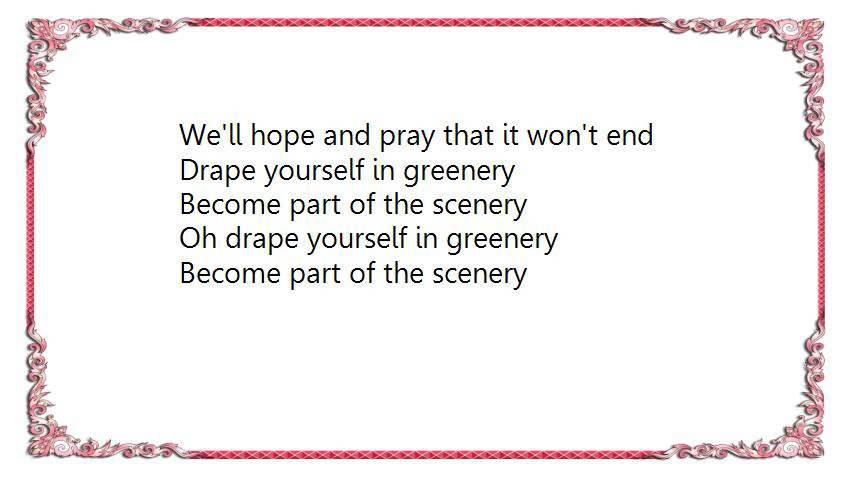 We'll hope and pray that it won't end
Drape yourself in greenery
Become part of the scenery
Oh drape yourself in greenery
Become part of the scenery